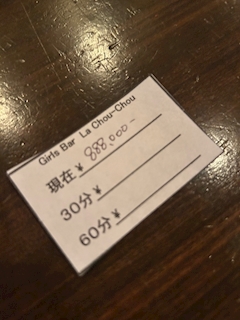 Girls Bar La Chou-Chou
現在 ¥ 888,000-
30分 ¥
60分 ¥